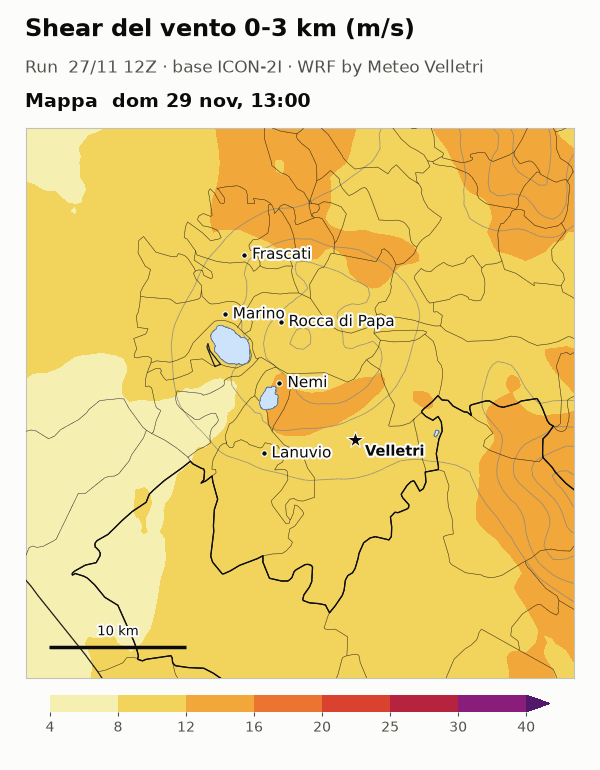 Shear del vento 0-3 km (m/s)
Run  27/11 12Z · base ICON-2I · WRF by Meteo Velletri
Mappa  dom 29 nov, 13:00
Frascati
Marino
Rocca di Papa
Nemi
Velletri
Lanuvio
10 km
4 8 12 16 20 25 30 40